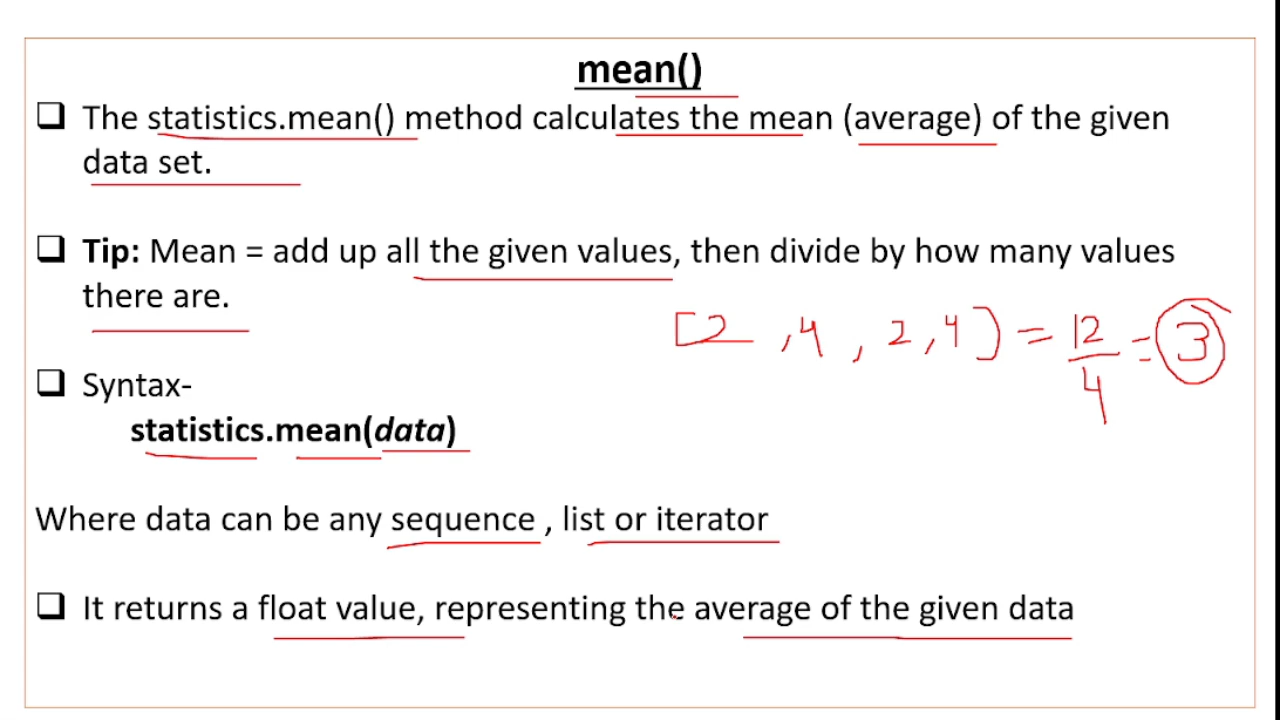 mean()
❑ The statistics.mean() method calculates the mean (average) of the given
data set.
❑ Tip: Mean = add up all the given values, then divide by how many values
there are.
[2 , 4 , 2 , 4 ] = 12/4 = 3
❑ Syntax-
statistics.mean(data)
Where data can be any sequence , list or iterator
❑ It returns a float value, representing the average of the given data